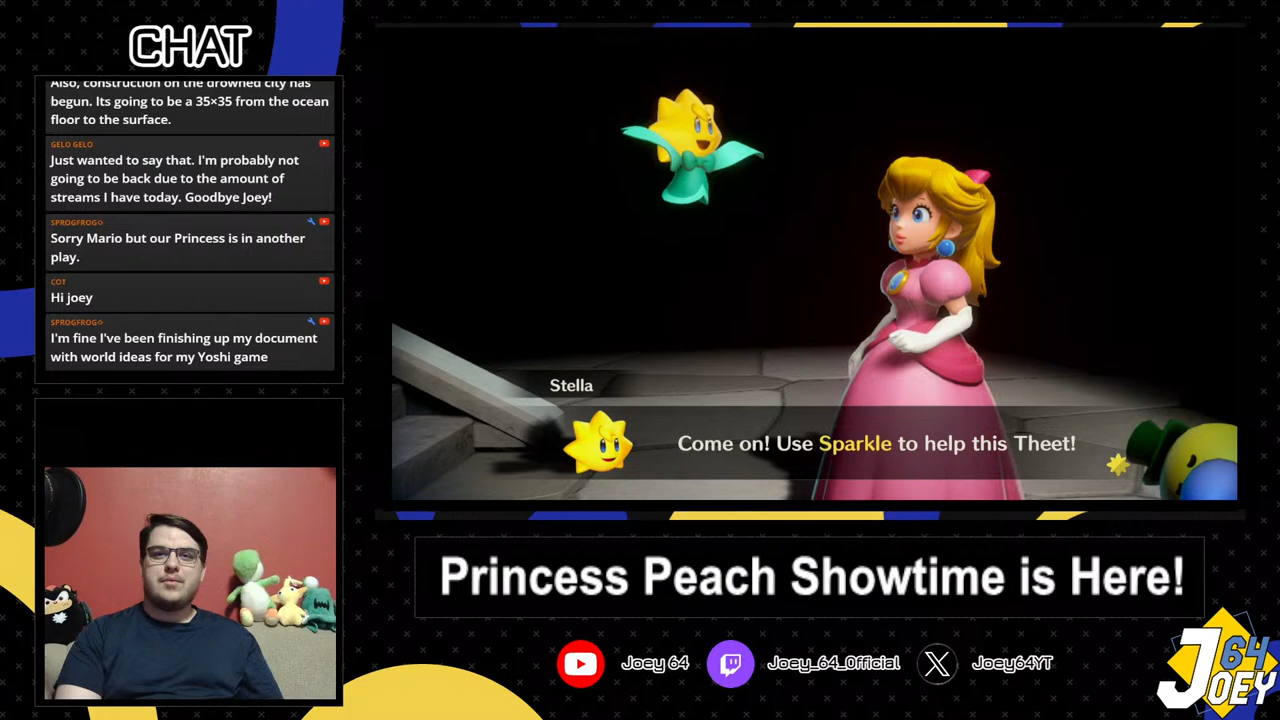 CHAT
Also, construction on the drowned city has
begun. Its going to be a 35×35 from the ocean
floor to the surface.
GELO GELO
Just wanted to say that. I'm probably not
going to be back due to the amount of
streams I have today. Goodbye Joey!
SPROGFROG
Sorry Mario but our Princess is in another
play.
COT
Hi joey
SPROGFROG
I'm fine I've been finishing up my document
with world ideas for my Yoshi game
Stella
Come on! Use Sparkle to help this Theet!
Princess Peach Showtime is Here!
Joey 64
Joey_64_Official
Joey64YT
64
JOEY